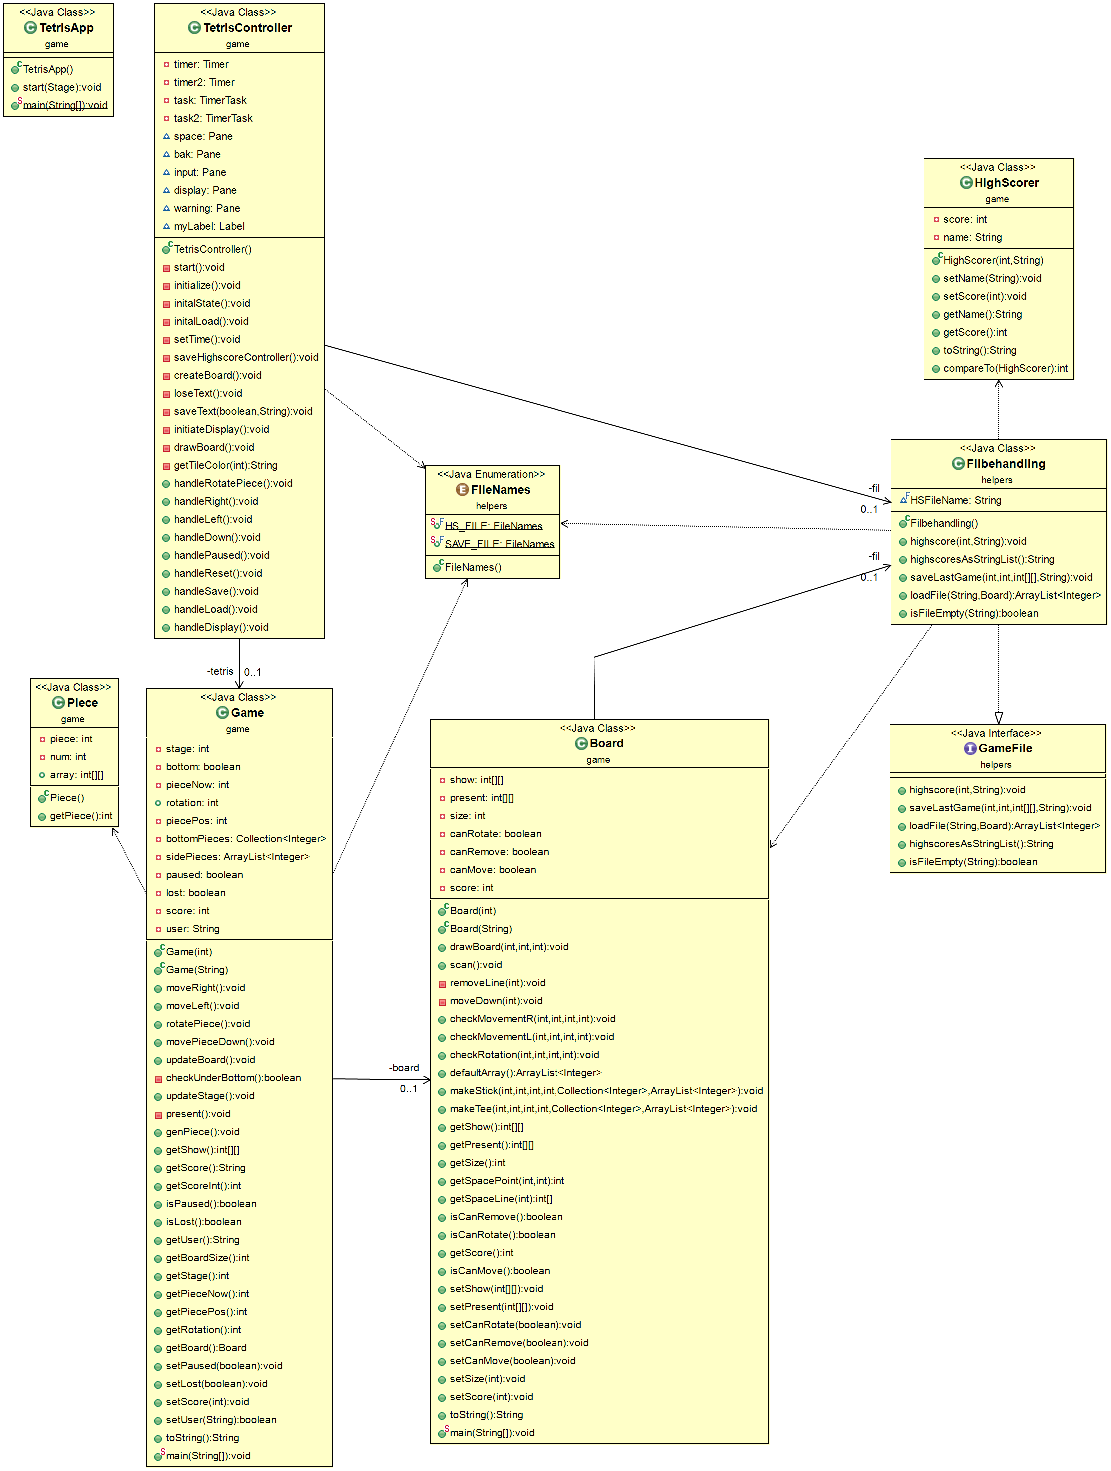 <<Java Class>>
TetrisApp
game
TetrisApp()
start(Stage):void
main(String[]):void
<<Java Class>>
TetrisController
game
timer: Timer
timer2: Timer
task: TimerTask
task2: TimerTask
space: Pane
bak: Pane
input: Pane
display: Pane
warning: Pane
myLabel: Label
TetrisController()
start():void
initialize():void
initalState():void
initalLoad():void
setTime():void
saveHighscoreController():void
createBoard():void
loseText():void
saveText(boolean,String):void
initiateDisplay():void
drawBoard():void
getTileColor(int):String
handleRotatePiece():void
handleRight():void
handleLeft():void
handleDown():void
handlePaused():void
handleReset():void
handleSave():void
handleLoad():void
handleDisplay():void
<<Java Class>>
HighScorer
game
score: int
name: String
HighScorer(int,String)
setName(String):void
setScore(int):void
getName():String
getScore():int
toString():String
compareTo(HighScorer):int
<<Java Enumeration>>
FileNames
helpers
HS_FILE: FileNames
SAVE_FILE: FileNames
FileNames()
<<Java Class>>
Filbehandling
helpers
HSFileName: String
Filbehandling()
highscore(int,String):void
highscoresAsStringList():String
saveLastGame(int,int,int[][],String):void
loadFile(String,Board):ArrayList<Integer>
isFileEmpty(String):boolean
-fil
0..1
-fil
0..1
-tetris
0..1
<<Java Class>>
Piece
game
piece: int
num: int
array: int[][]
Piece()
getPiece():int
<<Java Class>>
Game
game
stage: int
bottom: boolean
pieceNow: int
rotation: int
piecePos: int
bottomPieces: Collection<Integer>
sidePieces: ArrayList<Integer>
paused: boolean
lost: boolean
score: int
user: String
Game(int)
Game(String)
moveRight():void
moveLeft():void
rotatePiece():void
movePieceDown():void
updateBoard():void
checkUnderBottom():boolean
updateStage():void
present():void
genPiece():void
getShow():int[][]
getScore():String
getScoreInt():int
isPaused():boolean
isLost():boolean
getUser():String
getBoardSize():int
getStage():int
getPieceNow():int
getPiecePos():int
getRotation():int
getBoard():Board
setPaused(boolean):void
setLost(boolean):void
setScore(int):void
setUser(String):boolean
toString():String
main(String[]):void
-board
0..1
<<Java Class>>
Board
game
show: int[][]
present: int[][]
size: int
canRotate: boolean
canRemove: boolean
canMove: boolean
score: int
Board(int)
Board(String)
drawBoard(int,int,int):void
scan():void
removeLine(int):void
moveDown(int):void
checkMovementR(int,int,int,int):void
checkMovementL(int,int,int,int):void
checkRotation(int,int,int,int):void
defaultArray():ArrayList<Integer>
makeStick(int,int,int,int,Collection<Integer>,ArrayList<Integer>):void
makeTee(int,int,int,int,Collection<Integer>,ArrayList<Integer>):void
getShow():int[][]
getPresent():int[][]
getSize():int
getSpacePoint(int,int):int
getSpaceLine(int):int[]
isCanRemove():boolean
isCanRotate():boolean
getScore():int
isCanMove():boolean
setShow(int[][]):void
setPresent(int[][]):void
setCanRotate(boolean):void
setCanRemove(boolean):void
setCanMove(boolean):void
setSize(int):void
setScore(int):void
toString():String
main(String[]):void
<<Java Interface>>
GameFile
helpers
highscore(int,String):void
saveLastGame(int,int,int[][],String):void
loadFile(String,Board):ArrayList<Integer>
highscoresAsStringList():String
isFileEmpty(String):boolean